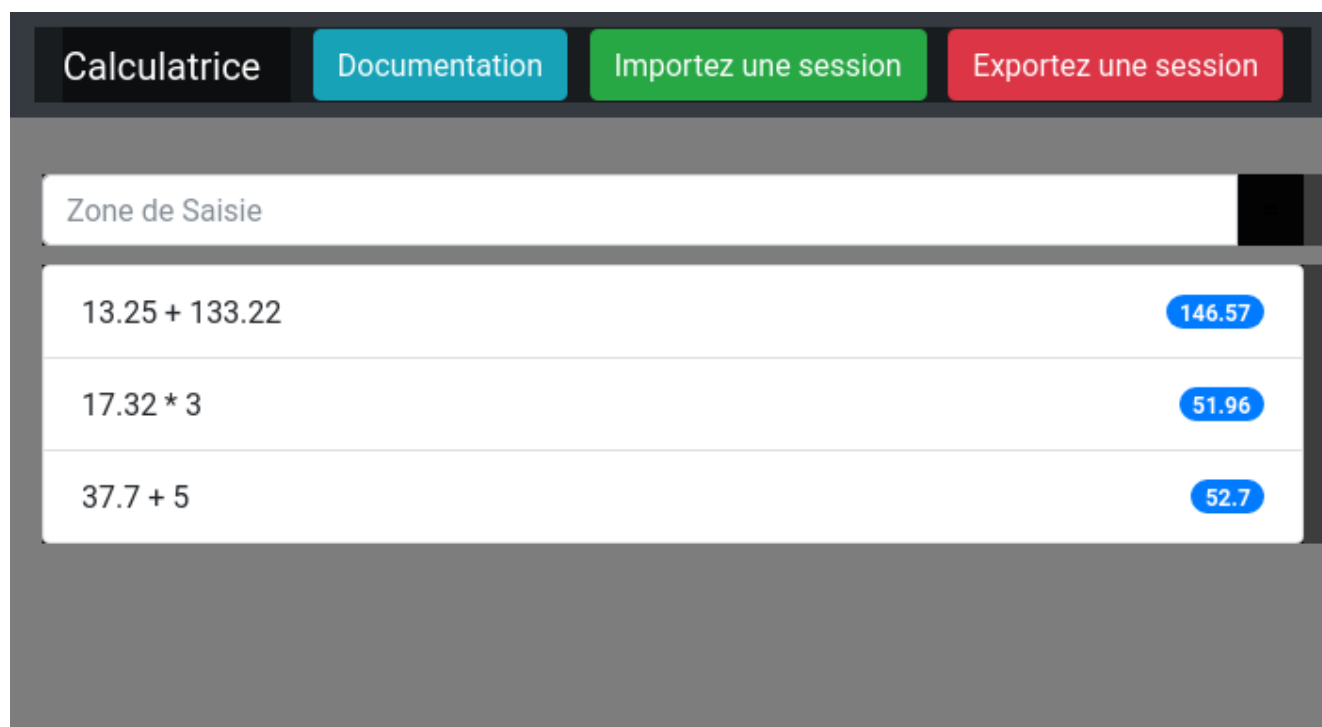 Calculatrice Documentation Importez une session Exportez une session
Zone de Saisie
13.25 + 133.22 146.57
17.32 * 3 51.96
37.7 + 5 52.7